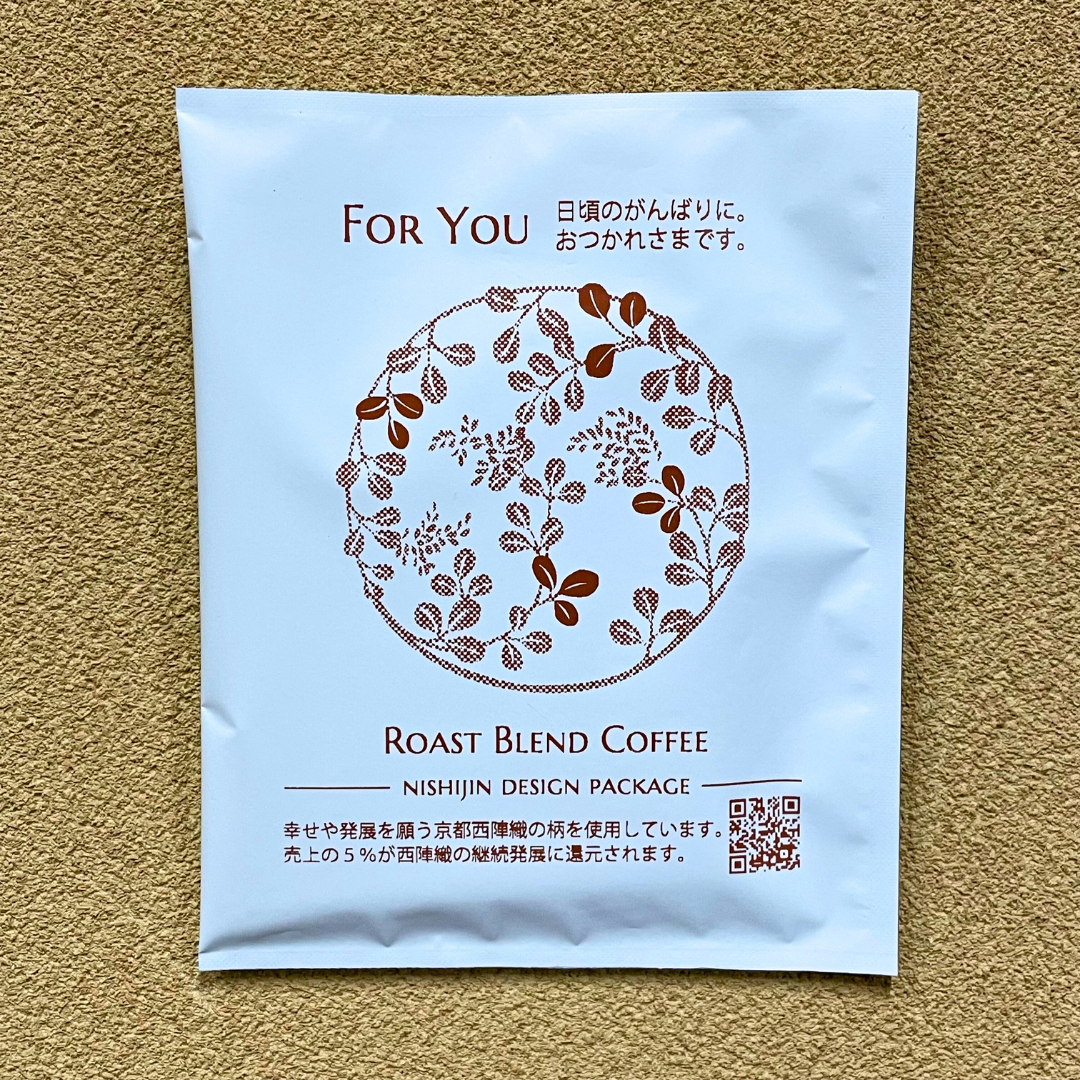 FOR YOU
日頃のがんばりに。
おつかれさまです。
ROAST BLEND COFFEE
NISHIJIN DESIGN PACKAGE
幸せや発展を願う京都西陣織の柄を使用しています。
売上の5%が西陣織の継続発展に還元されます。